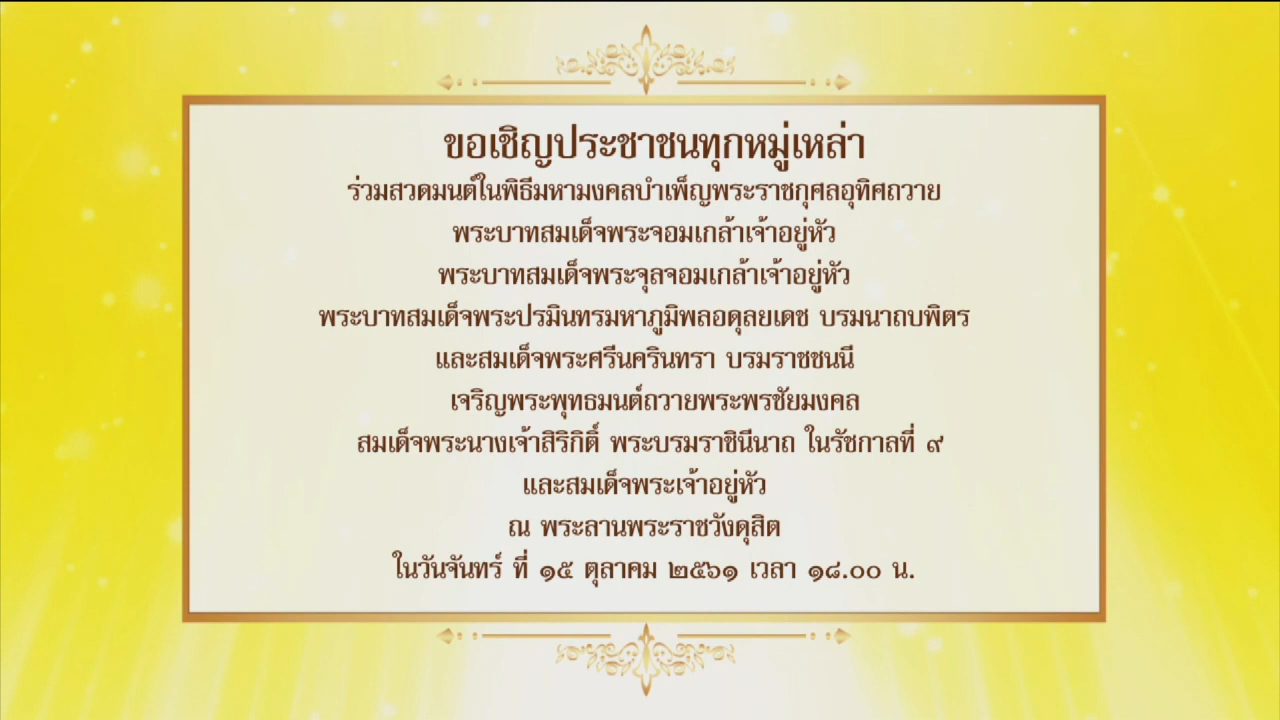 ขอเชิญประชาชนทุกหมู่เหล่า
ร่วมสวดมนต์ในพิธีมหามงคลบำเพ็ญพระราชกุศลอุทิศถวาย
พระบาทสมเด็จพระจอมเกล้าเจ้าอยู่หัว
พระบาทสมเด็จพระจุลจอมเกล้าเจ้าอยู่หัว
พระบาทสมเด็จพระปรมินทรมหาภูมิพลอดุลยเดช บรมนาถบพิตร
และสมเด็จพระศรีนครินทรา บรมราชชนนี
เจริญพระพุทธมนต์ถวายพระพรชัยมงคล
สมเด็จพระนางเจ้าสิริกิติ์ พระบรมราชินีนาถ ในรัชกาลที่ ๙
และสมเด็จพระเจ้าอยู่หัว
ณ พระลานพระราชวังดุสิต
ในวันจันทร์ ที่ ๑๕ ตุลาคม ๒๕๖๑ เวลา ๑๘.๐๐ น.